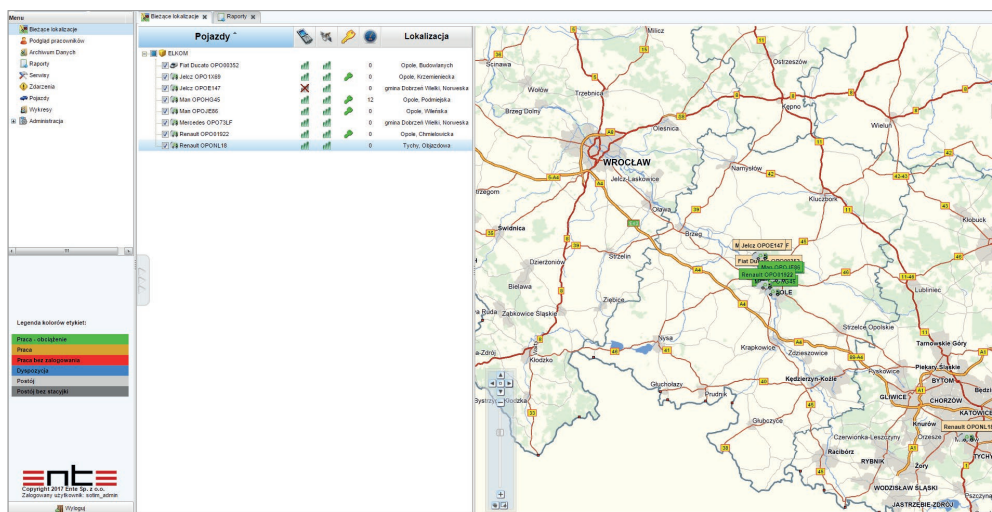 Menu
Bieżące lokalizacje
Podgląd pracowników
Archiwum Danych
Raporty
Serwisy
Zdarzenia
Pojazdy
Wykresy
Administracja
Legenda kolorów etykiet:
Praca - obciążenie
Praca
Praca bez zalogowania
Dyspozycja
Postój
Postój bez stacyjki
ente
Copyright 2017 Ente Sp. z o.o.
Zalogowany użytkownik: sotim_admin
Wyloguj
Bieżące lokalizacje x Raporty x
Pojazdy Lokalizacja
ELKOM
Fiat Ducato OPO00352 0 Opole, Budowlanych
Jelcz OPO1X69 0 Opole, Krzemieniecka
Jelcz OPOE147 0 gmina Dobrzeń Wielki, Norweska
Man OPOHG45 12 Opole, Podmiejska
Man OPOJE86 0 Opole, Wileńska
Mercedes OPO73LF 0 gmina Dobrzeń Wielki, Norweska
Renault OPO81922 0 Opole, Chmielowicka
Renault OPONL18 0 Tychy, Objazdowa
Milicz
Ścinawa
Ostrzeszów
Wołów
Trzebnica
Kępno
Brzeg Dolny
Oleśnica
Wieluń
WROCŁAW
Namysłów
Jelcz-Laskowice
Kluczbork
Oława
Kłobuck
Świdnica
Brzeg
Strzelin
Dzierżoniów
M Jelcz OPOE147 F
Fiat Ducato
Man OPOJE86
Renault OPO81922
Bielawa
Lubliniec
Ziębice
Ząbkowice Śląskie
Strzelce Opolskie
Nysa
Krapkowice
Zdzieszowice
Tarnowskie Góry
Kłodzko
Pyskowice
Piekary Śląskie
Głuchołazy
Prudnik
Kędzierzyn-Koźle
BYTOM
GLIWICE
CHORZÓW
KATOWICE
Głubczyce
Knurów
Renault OPONL18
Czerwionka-Leszczyny
Orzesze
Racibórz
RYBNIK
Żory
TYCHY
WODZISŁAW ŚLĄSKI
Pszczyna
JASTRZĘBIE-ZDRÓJ